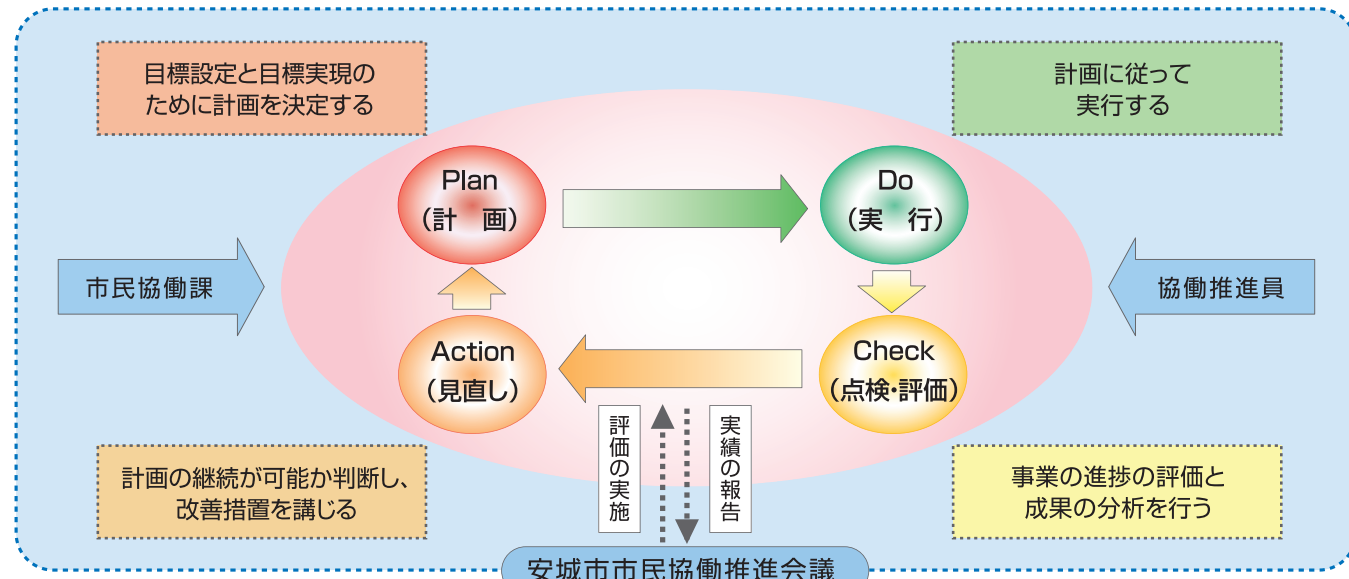 目標設定と目標実現の
ために計画を決定する
計画に従って
実行する
Plan
（計　画）
Do
（実　行）
市民協働課
協働推進員
Action
（見直し）
Check
（点検・評価）
評価の実施
実績の報告
計画の継続が可能か判断し、
改善措置を講じる
事業の進捗の評価と
成果の分析を行う
安城市市民協働推進会議